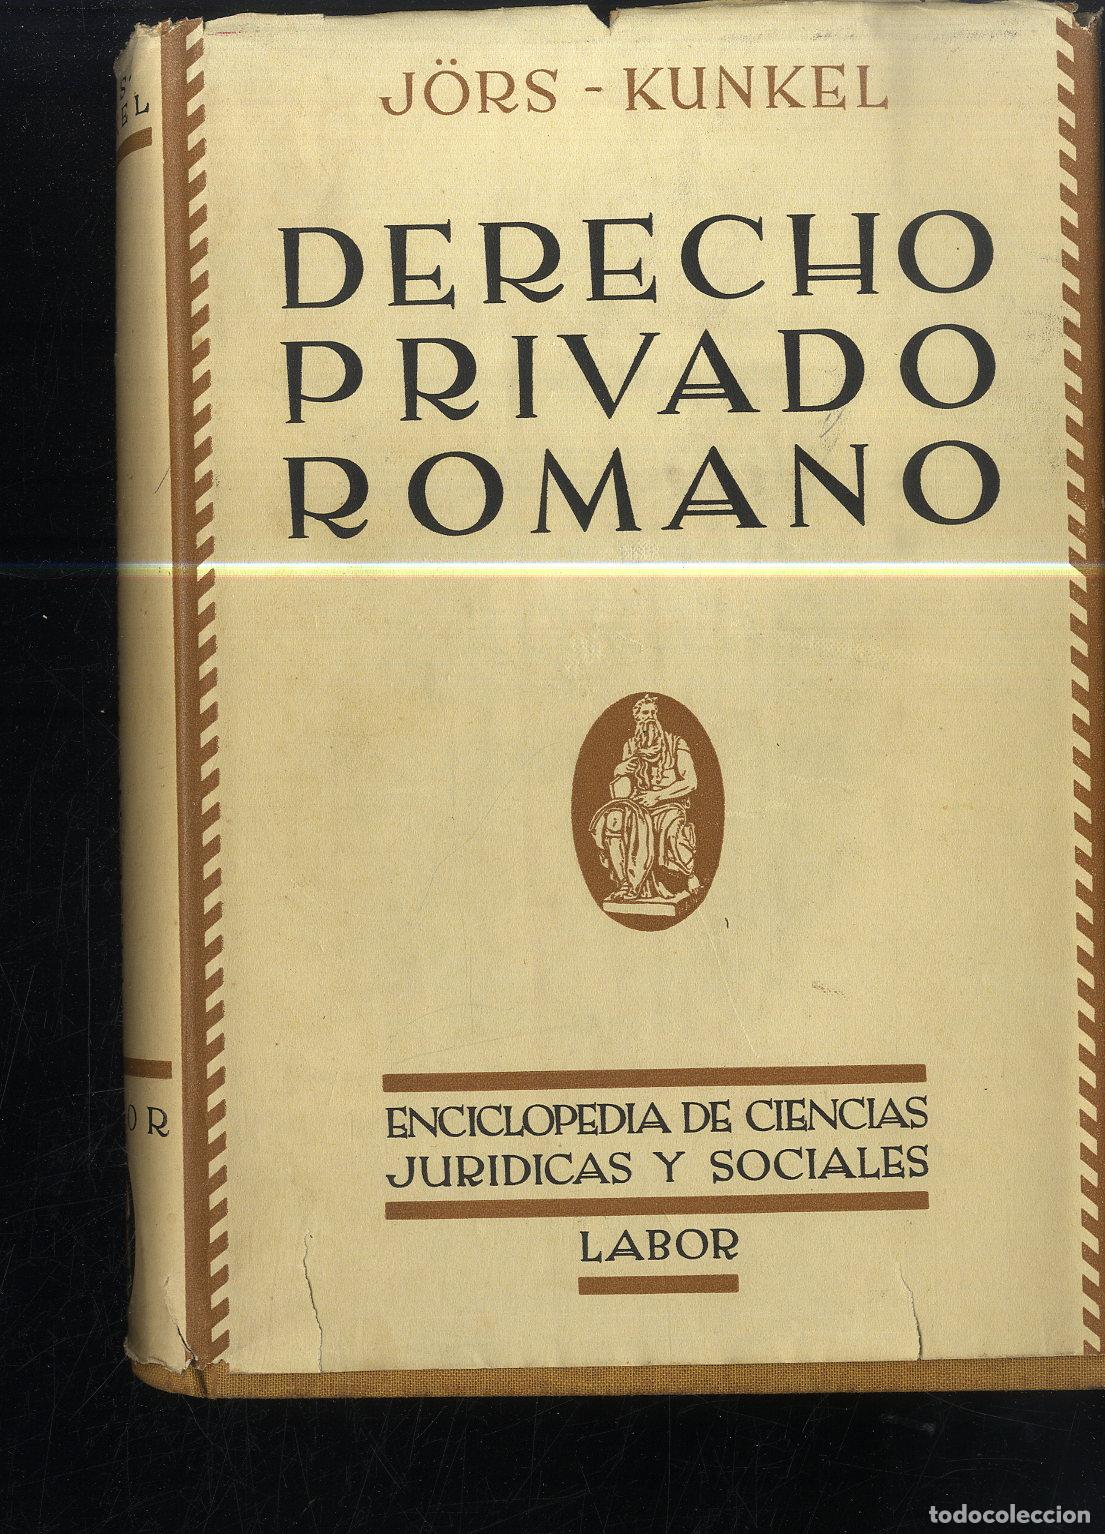 JÖRS - KUNKEL
DERECHO
PRIVADO
ROMANO
ENCICLOPEDIA DE CIENCIAS
JURIDICAS Y SOCIALES
LABOR
todocoleccion